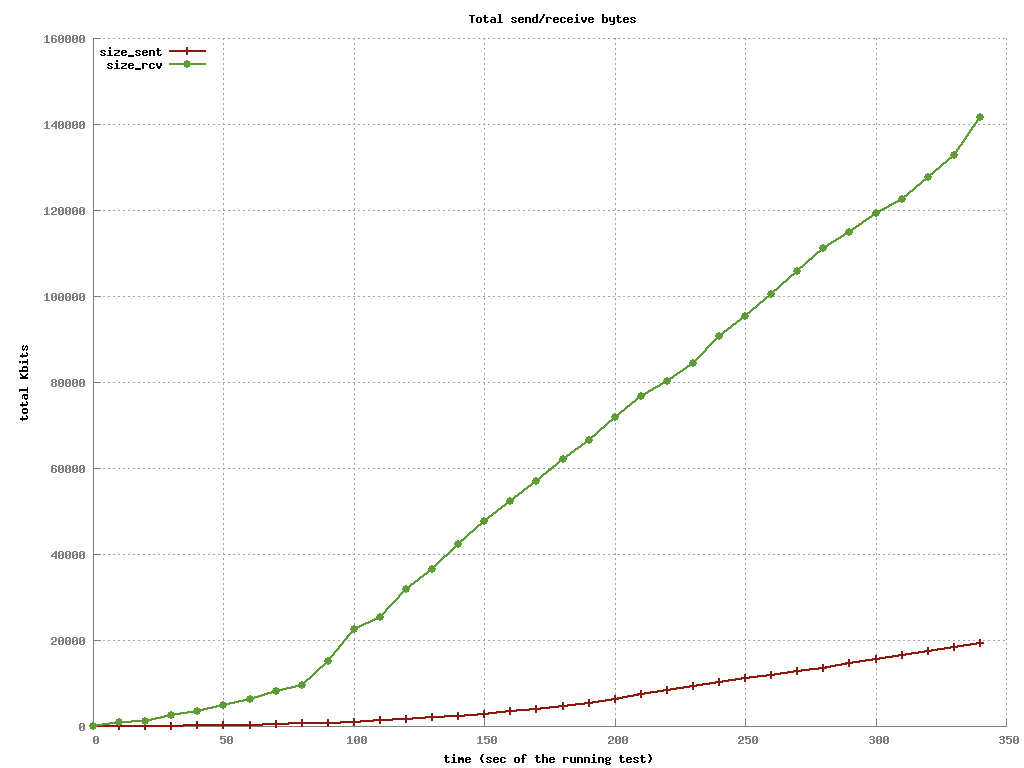 Total send/receive bytes
size_sent
size_rcv
160000
140000
120000
100000
80000
60000
40000
20000
0
total Kbits
0 50 100 150 200 250 300 350
time (sec of the running test)